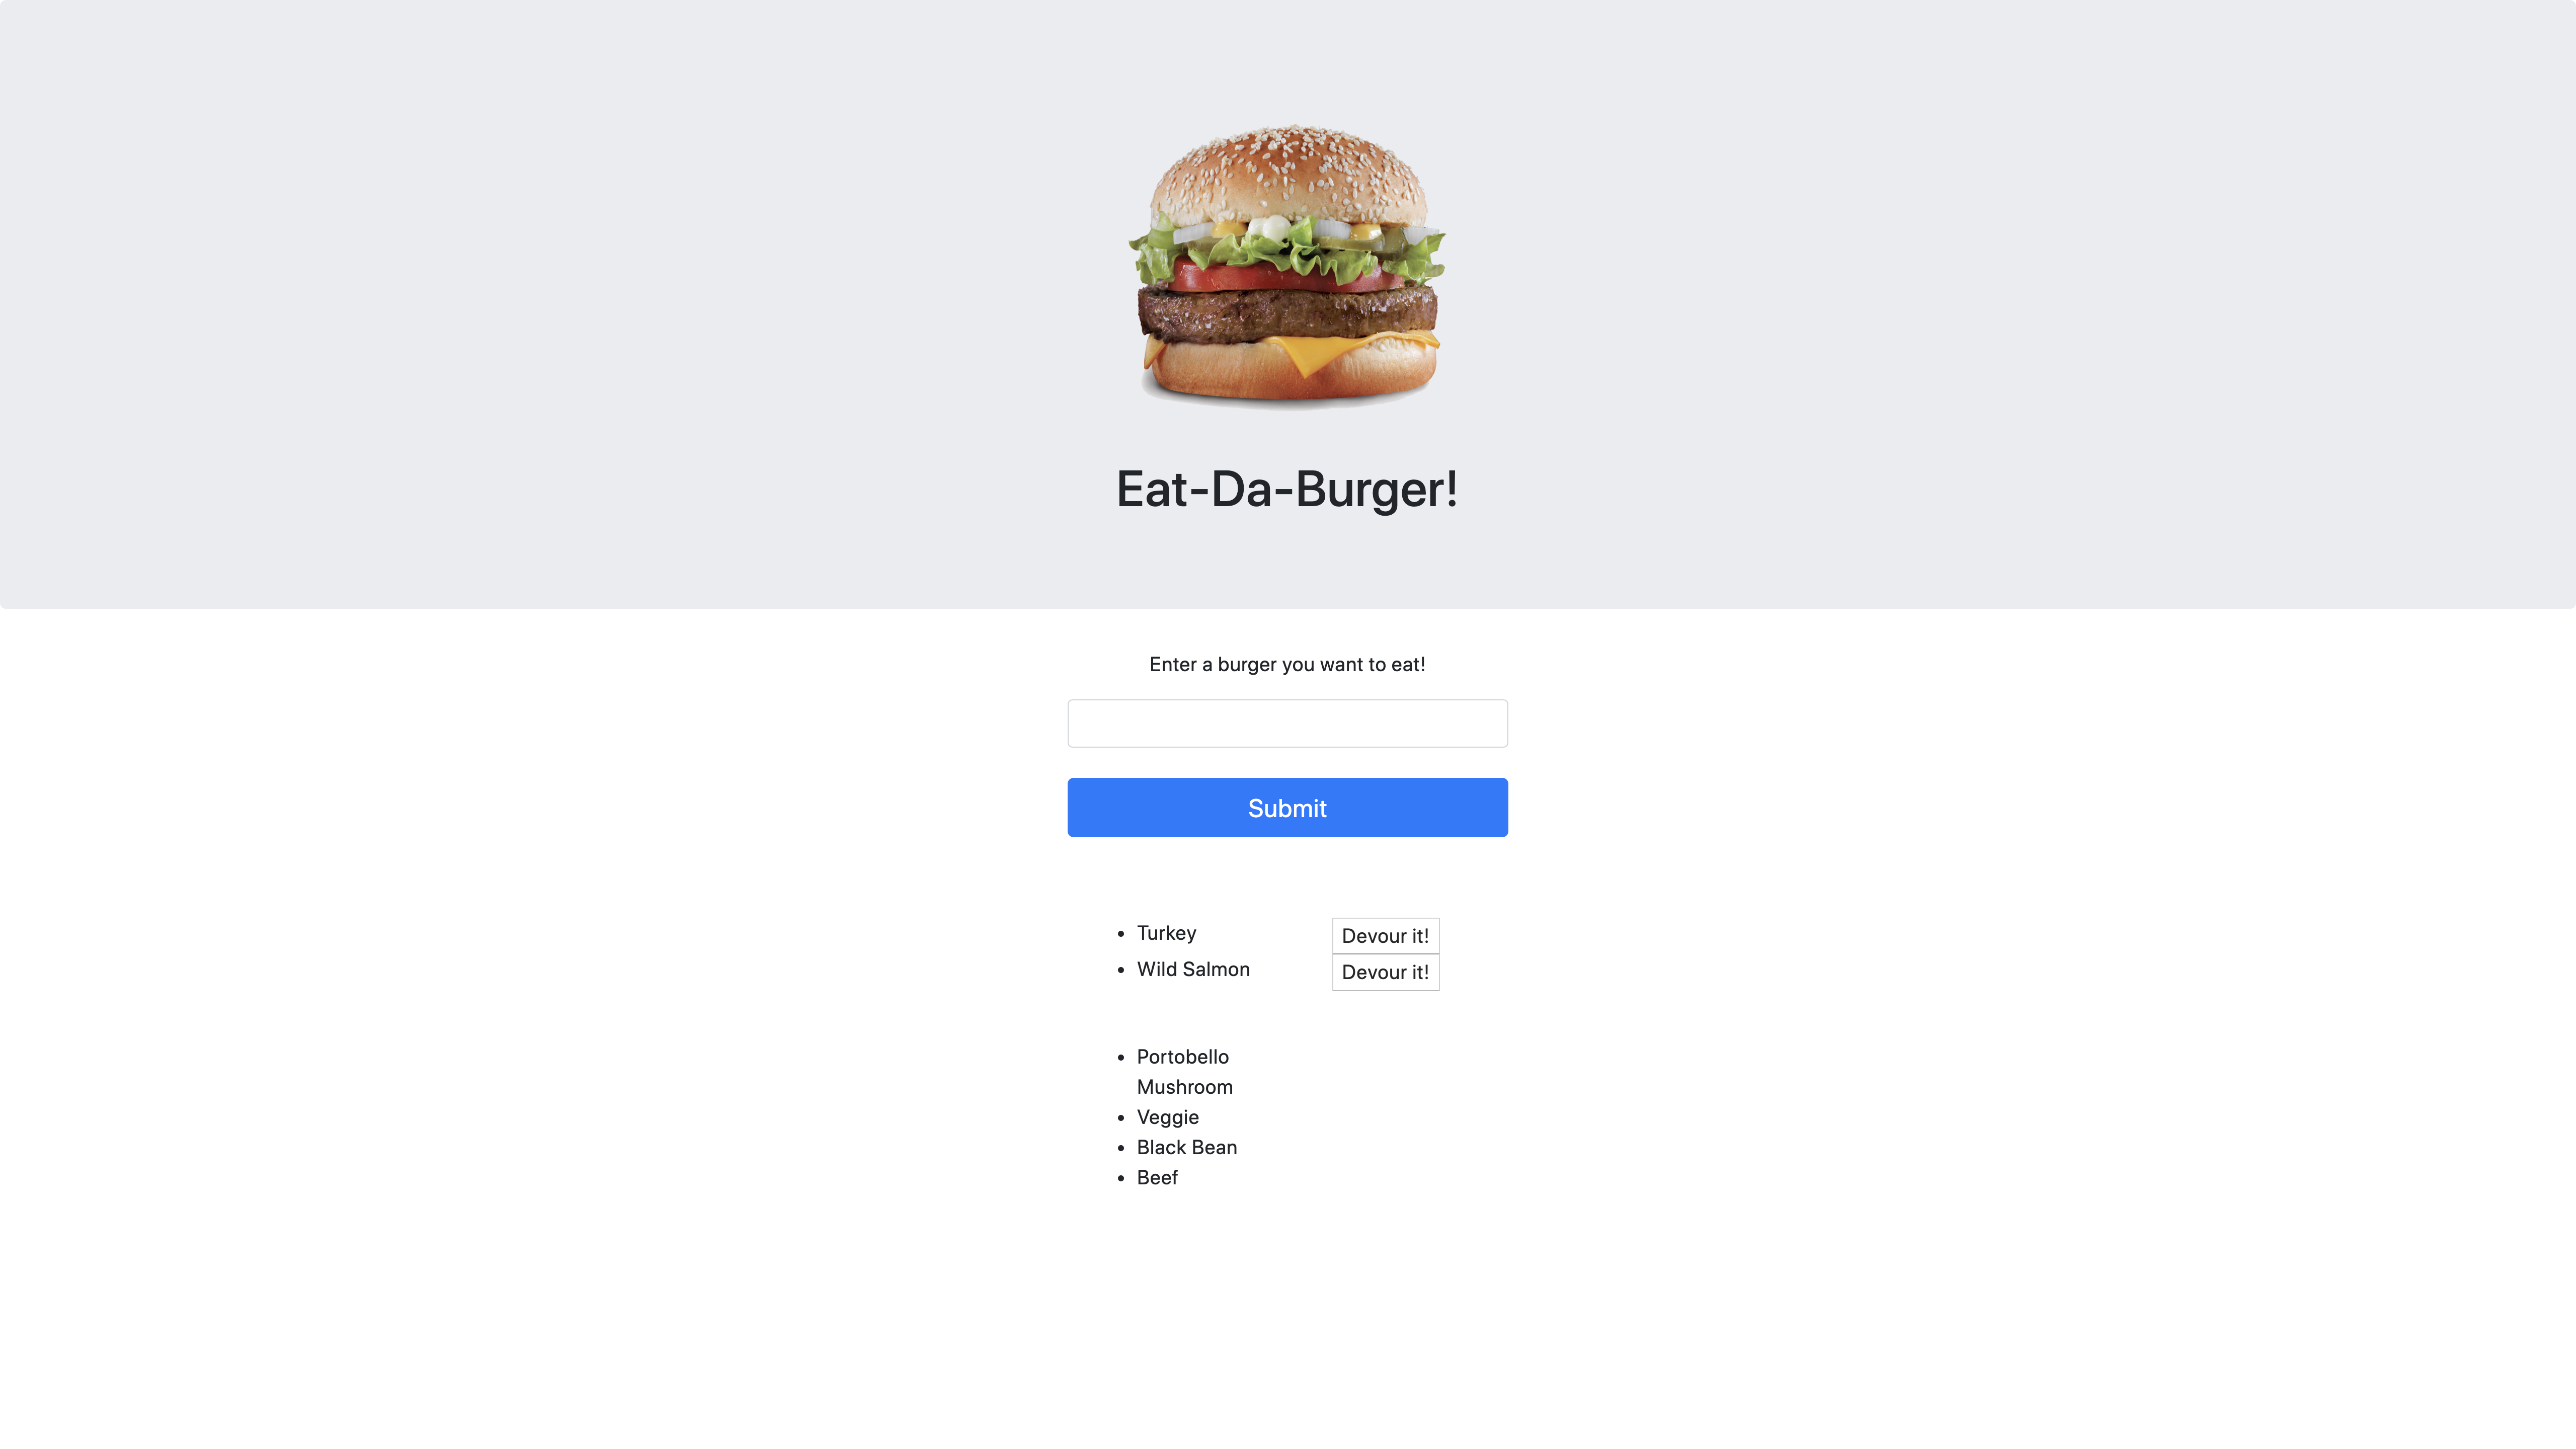 Eat-Da-Burger!
Enter a burger you want to eat!
Submit
Turkey Devour it!
Wild Salmon Devour it!
Portobello
Mushroom
Veggie
Black Bean
Beef